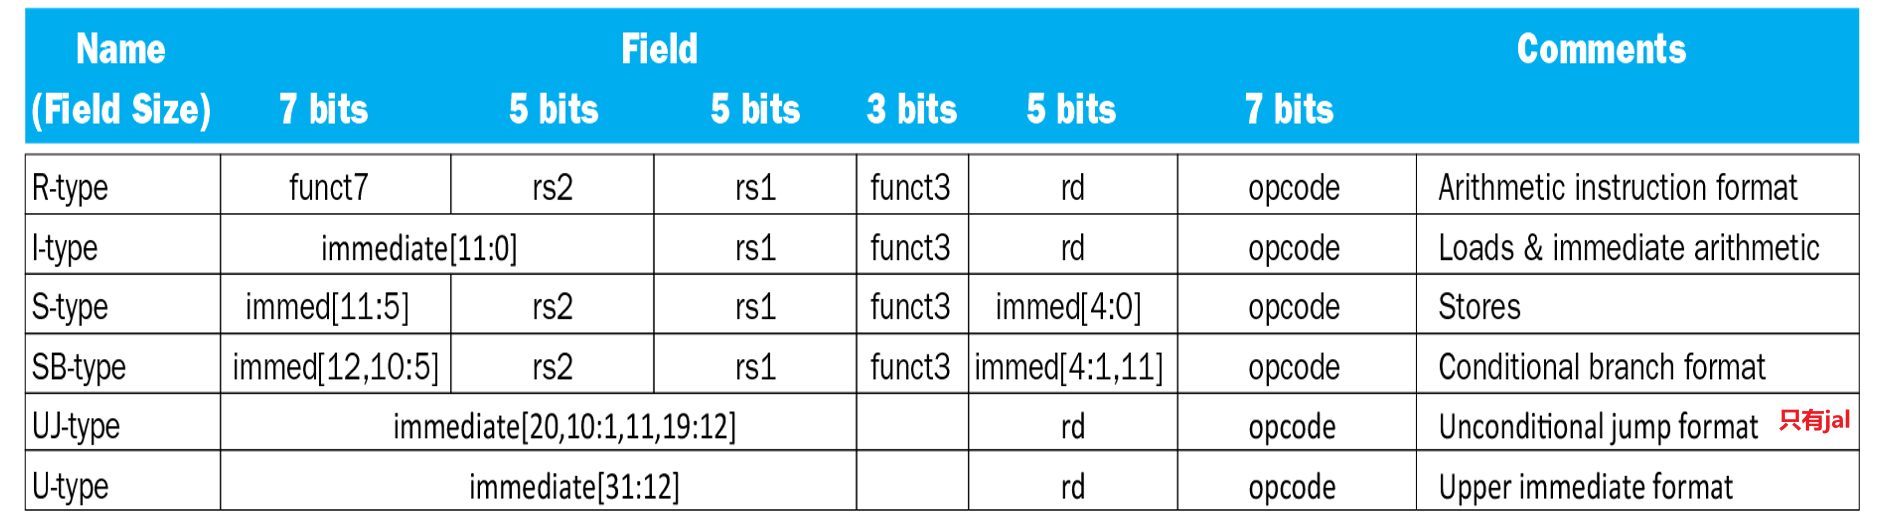 Name Field Comments
(Field Size) 7 bits 5 bits 5 bits 3 bits 5 bits 7 bits
R-type funct7 rs2 rs1 funct3 rd opcode Arithmetic instruction format
I-type immediate[11:0] rs1 funct3 rd opcode Loads & immediate arithmetic
S-type immed[11:5] rs2 rs1 funct3 immed[4:0] opcode Stores
SB-type immed[12,10:5] rs2 rs1 funct3 immed[4:1,11] opcode Conditional branch format
UJ-type immediate[20,10:1,11,19:12] rd opcode Unconditional jump format 只有jal
U-type immediate[31:12] rd opcode Upper immediate format